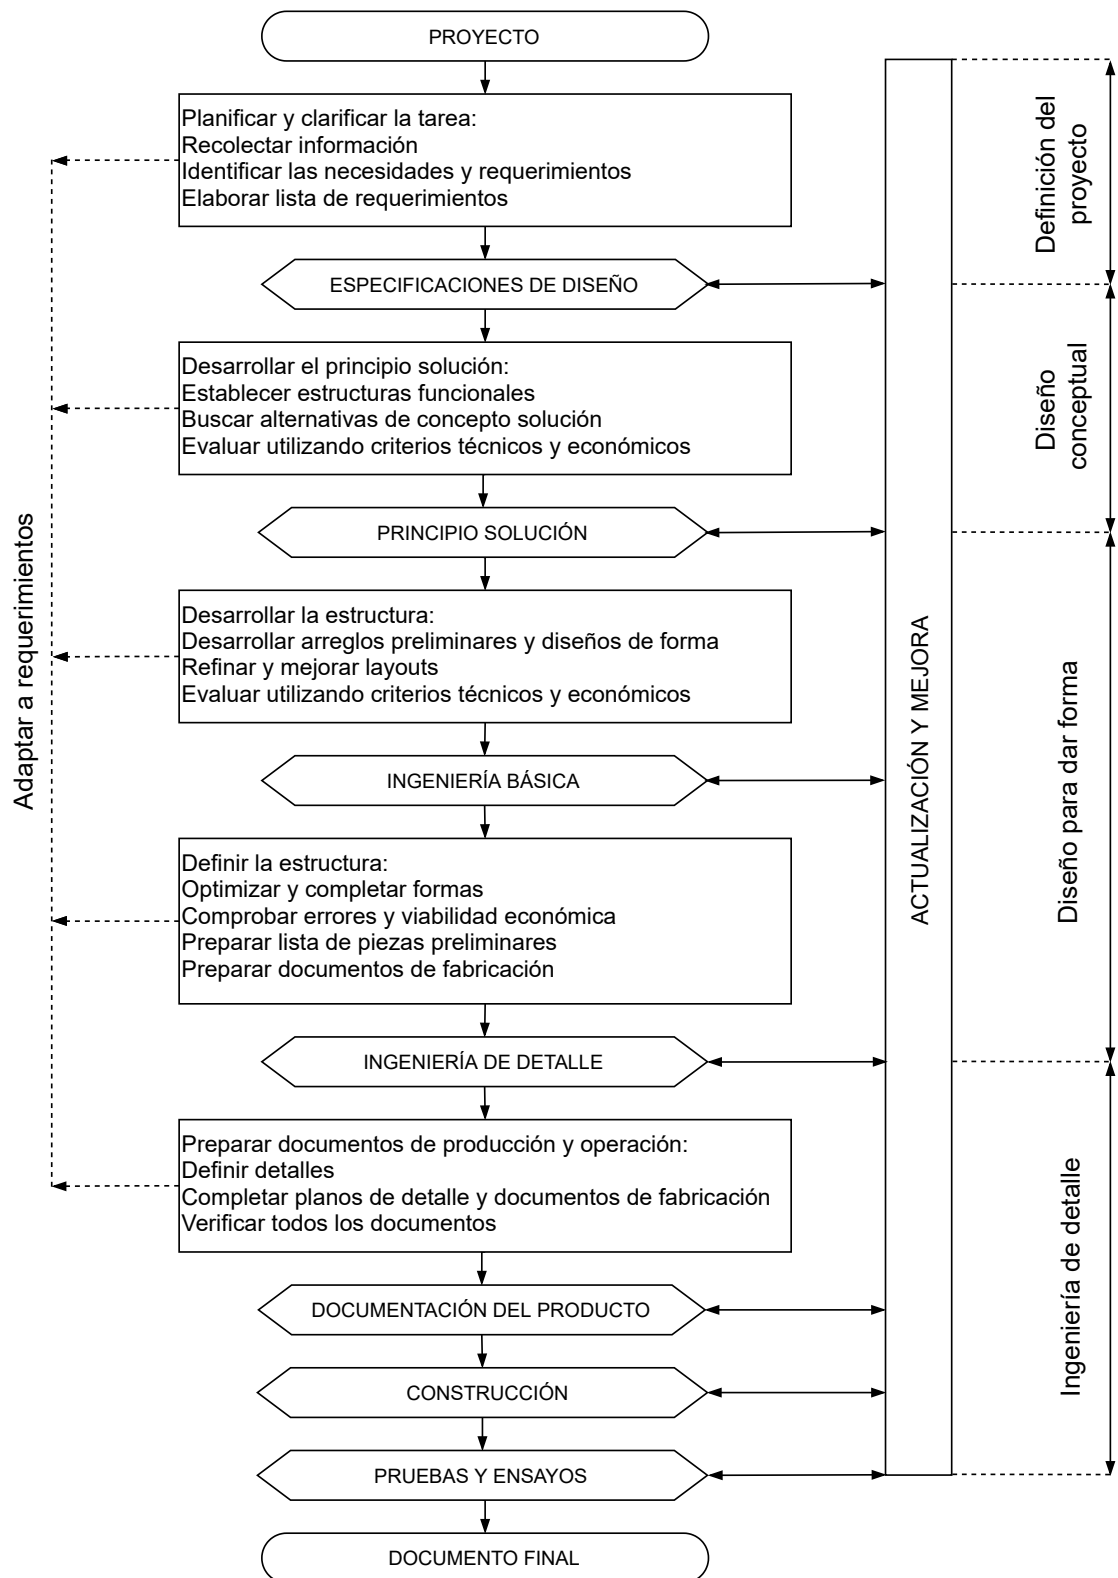 PROYECTO
Planificar y clarificar la tarea:
Recolectar información
Identificar las necesidades y requerimientos
Elaborar lista de requerimientos
ESPECIFICACIONES DE DISEÑO
Desarrollar el principio solución:
Establecer estructuras funcionales
Buscar alternativas de concepto solución
Evaluar utilizando criterios técnicos y económicos
PRINCIPIO SOLUCIÓN
Desarrollar la estructura:
Desarrollar arreglos preliminares y diseños de forma
Refinar y mejorar layouts
Evaluar utilizando criterios técnicos y económicos
INGENIERÍA BÁSICA
Definir la estructura:
Optimizar y completar formas
Comprobar errores y viabilidad económica
Preparar lista de piezas preliminares
Preparar documentos de fabricación
INGENIERÍA DE DETALLE
Preparar documentos de producción y operación:
Definir detalles
Completar planos de detalle y documentos de fabricación
Verificar todos los documentos
DOCUMENTACIÓN DEL PRODUCTO
CONSTRUCCIÓN
PRUEBAS Y ENSAYOS
DOCUMENTO FINAL
Adaptar a requerimientos
ACTUALIZACIÓN Y MEJORA
Definición del
proyecto
Diseño
conceptual
Diseño para dar forma
Ingeniería de detalle